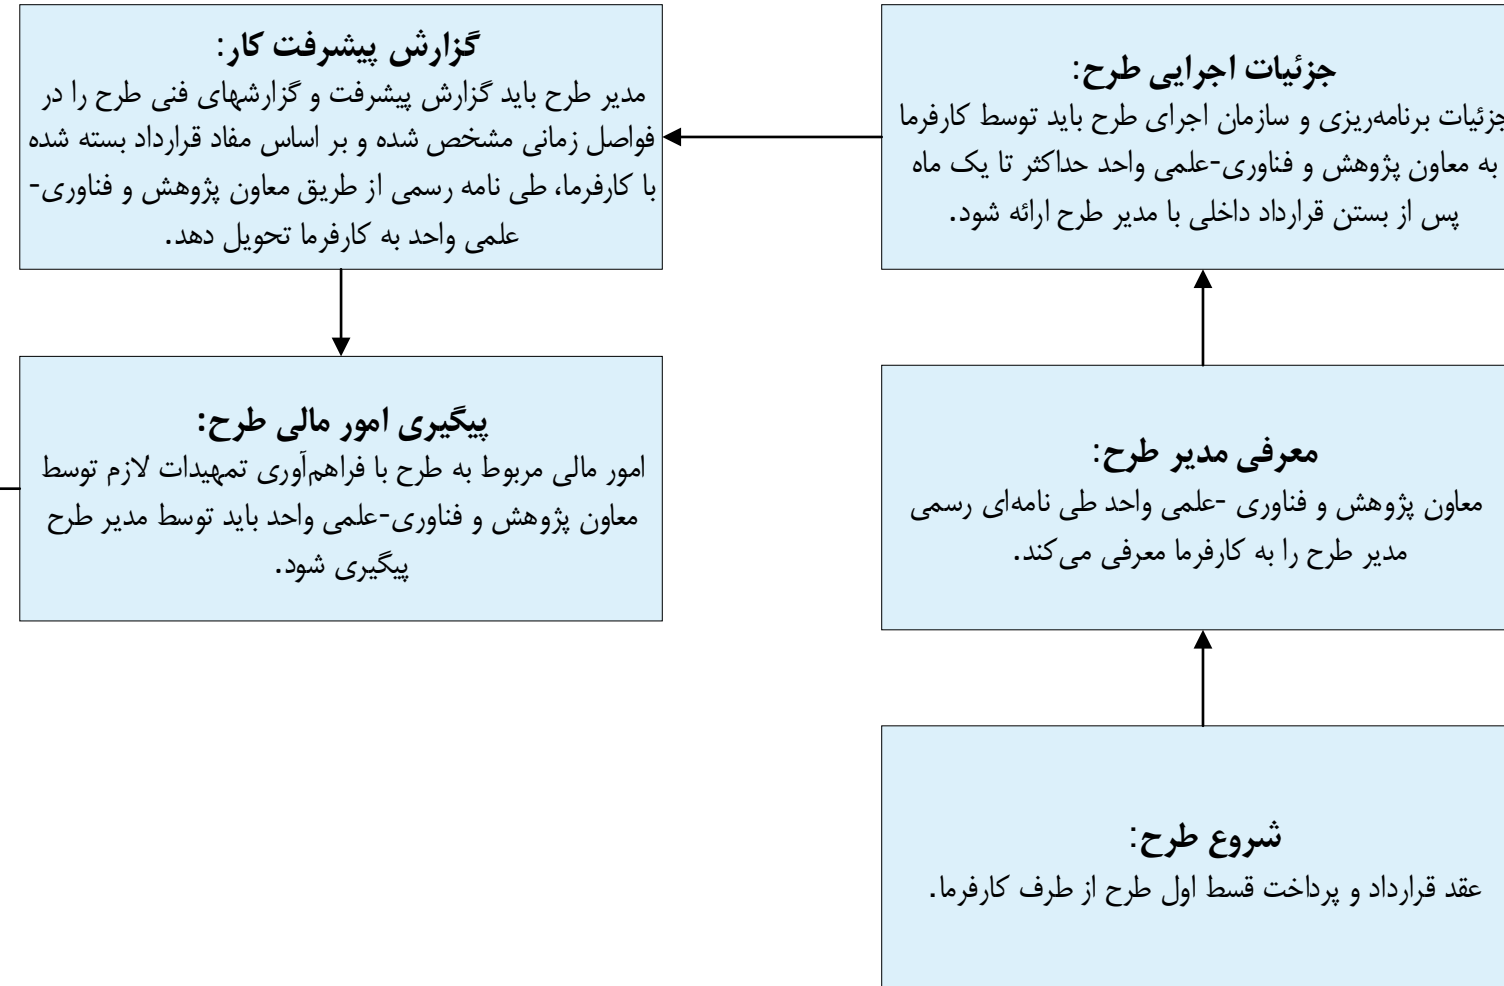 جزئیات اجرایی طرح:
جزئیات برنامه‌ریزی و سازمان اجرای طرح باید توسط کارفرما
به معاون پژوهش و فناوری-علمی واحد حداکثر تا یک ماه
پس از بستن قرارداد داخلی با مدیر طرح ارائه شود.
معرفی مدیر طرح:
معاون پژوهش و فناوری -علمی واحد طی نامه‌ای رسمی
مدیر طرح را به کارفرما معرفی می‌کند.
شروع طرح:
عقد قرارداد و پرداخت قسط اول طرح از طرف کارفرما.
گزارش پیشرفت کار:
مدیر طرح باید گزارش پیشرفت و گزارشهای فنی طرح را در
فواصل زمانی مشخص شده و بر اساس مفاد قرارداد بسته شده
با کارفرما، طی نامه رسمی از طریق معاون پژوهش و فناوری-
علمی واحد به کارفرما تحویل دهد.
پیگیری امور مالی طرح:
امور مالی مربوط به طرح با فراهم‌آوری تمهیدات لازم توسط
معاون پژوهش و فناوری-علمی واحد باید توسط مدیر طرح
پیگیری شود.